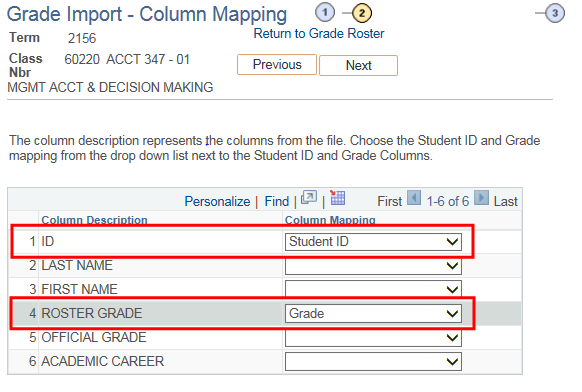 Grade Import - Column Mapping 1 2 3
Return to Grade Roster
Term 2156
Class Nbr 60220 ACCT 347 - 01
Previous Next
MGMT ACCT & DECISION MAKING
The column description represents the columns from the file. Choose the Student ID and Grade
mapping from the drop down list next to the Student ID and Grade Columns.
Personalize | Find | | First 1-6 of 6 Last
Column Description Column Mapping
1 ID Student ID
2 LAST NAME
3 FIRST NAME
4 ROSTER GRADE Grade
5 OFFICIAL GRADE
6 ACADEMIC CAREER